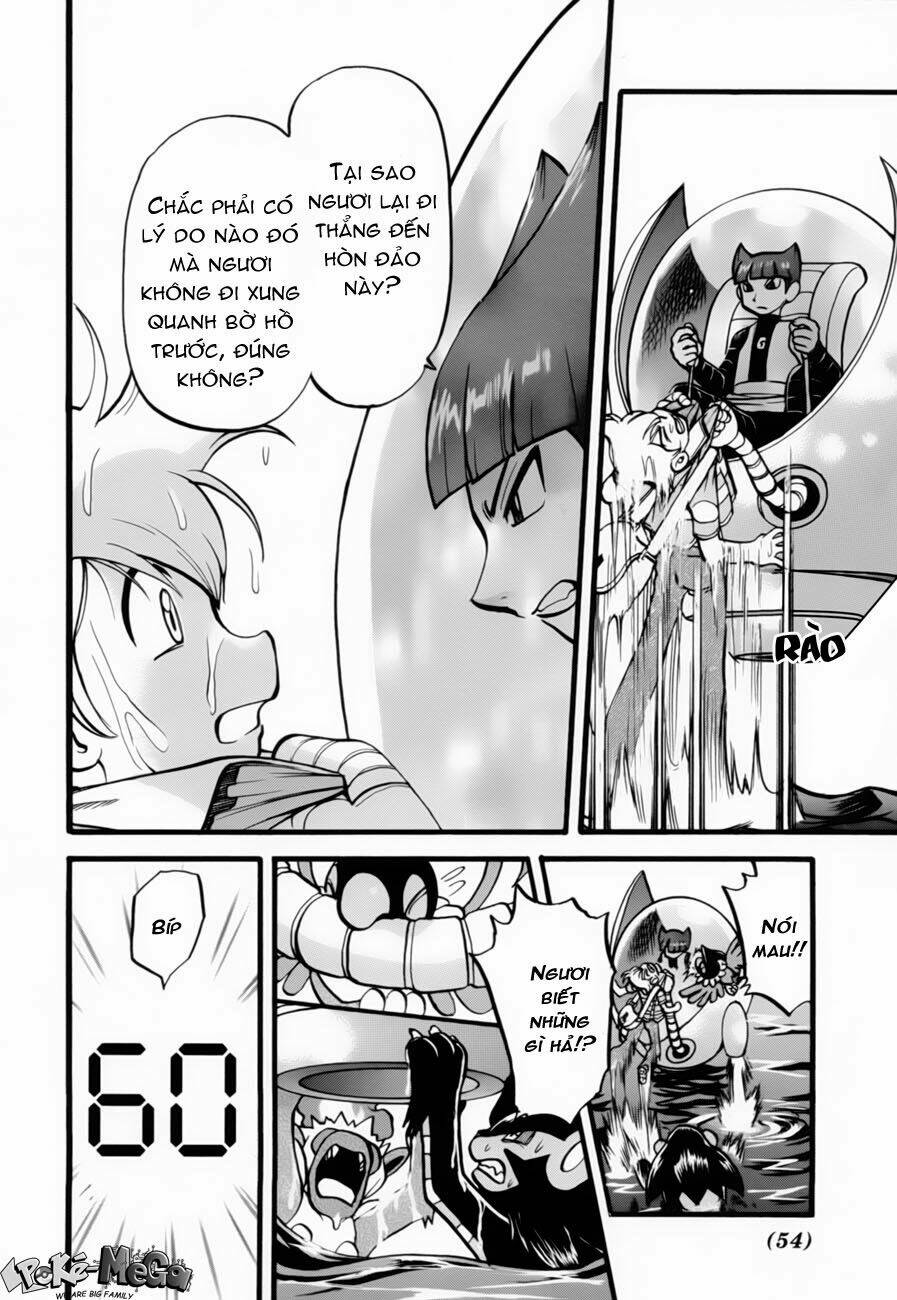 G
RÀO
TẠI SAO
NGƯƠI LẠI ĐI
THẲNG ĐẾN
HÒN ĐẢO
NÀY?
CHẮC PHẢI CÓ
LÝ DO NÀO ĐÓ
MÀ NGƯƠI
KHÔNG ĐI XUNG
QUANH BỜ HỒ
TRƯỚC, ĐÚNG
KHÔNG?
NÓI
MAU!!
NGƯƠI
BIẾT
NHỮNG
GÌ HẢ!?
BÍP
60
(54)
POKÉ-MEGA
WE ARE BIG FAMILY